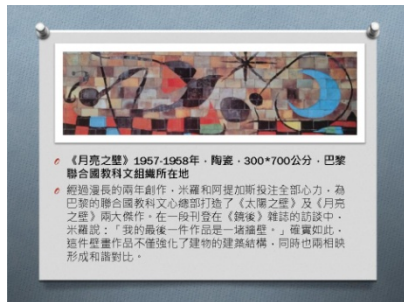 《月亮之壁》1957-1958年，陶瓷，300*700公分，巴黎
聯合國教科文組織所在地
經過漫長的兩年創作，米羅和阿提加斯投注全部心力，為
巴黎的聯合國教科文心總部打造了《太陽之壁》及《月亮
之壁》兩大傑作。在一段刊登在《鏡後》雜誌的訪談中，
米羅說：「我的最後一件作品是一堵牆壁。」確實如此，
這件壁畫作品不僅強化了建物的建築結構，同時也兩相映
形成和諧對比。